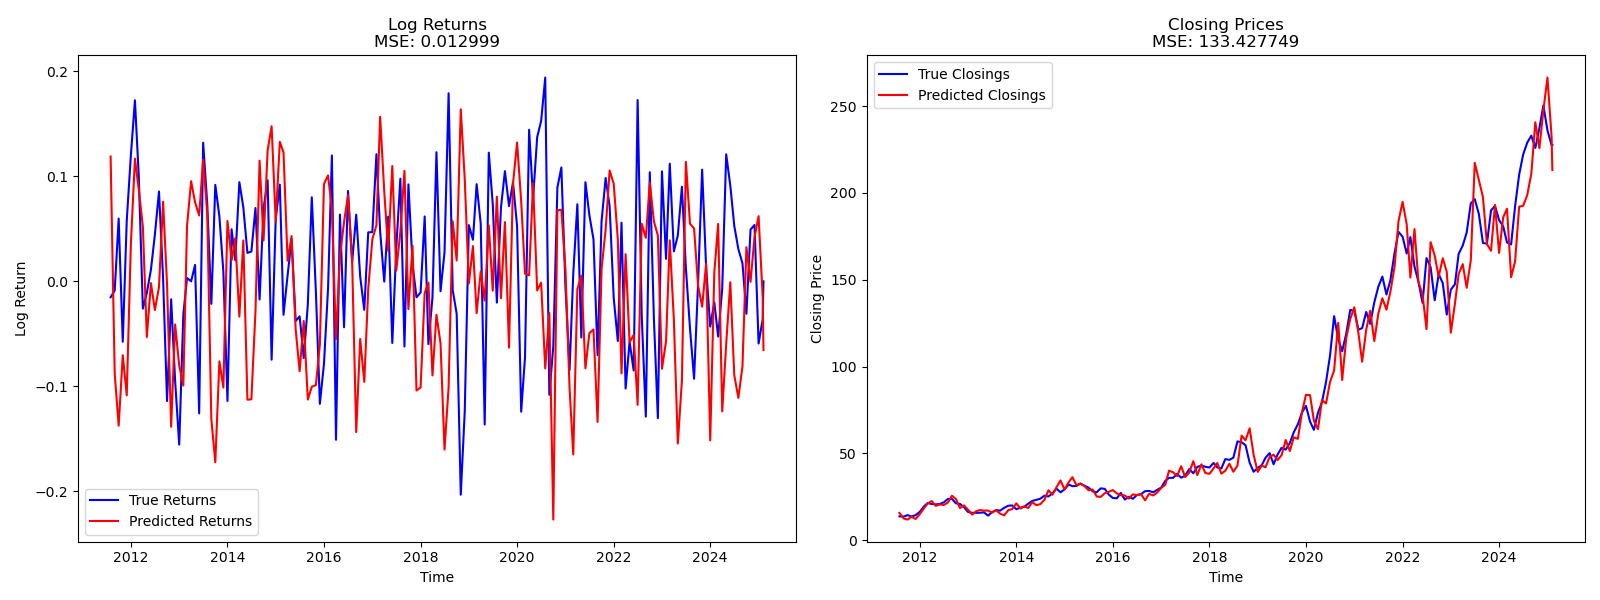 Log Returns
MSE: 0.012999
0.2
0.1
0.0
−0.1
−0.2
Log Return
True Returns
Predicted Returns
2012
2014
2016
2018
2020
2022
2024
Time
Closing Prices
MSE: 133.427749
True Closings
Predicted Closings
250
200
150
100
50
0
Closing Price
2012
2014
2016
2018
2020
2022
2024
Time